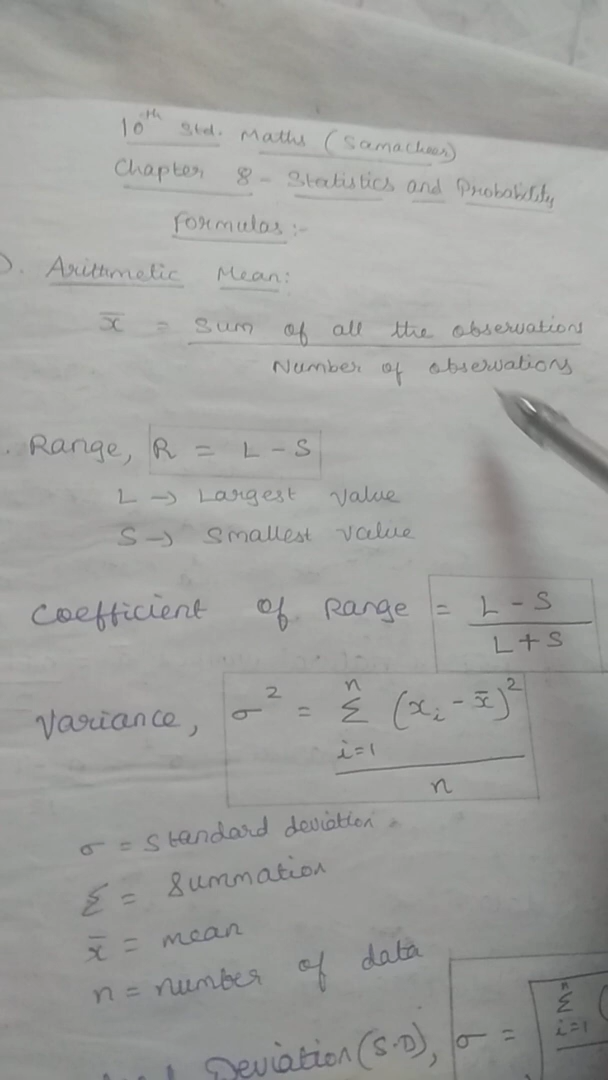 10th Std. Maths (Samacheer)
Chapter 8 - Statistics and Probability
Formulas :-
). Arithmetic Mean:
x̄ = Sum of all the observations
Number of observations
Range, R = L - S
L → Largest value
S → Smallest value
Coefficient of Range = L - S
L + S
Variance, σ² = Σ (xᵢ - x̄)²
n
i=1
n
σ = Standard deviation
Σ = Summation
x̄ = mean
n = number of data
Deviation (S.D), σ = Σ (
n
i=1